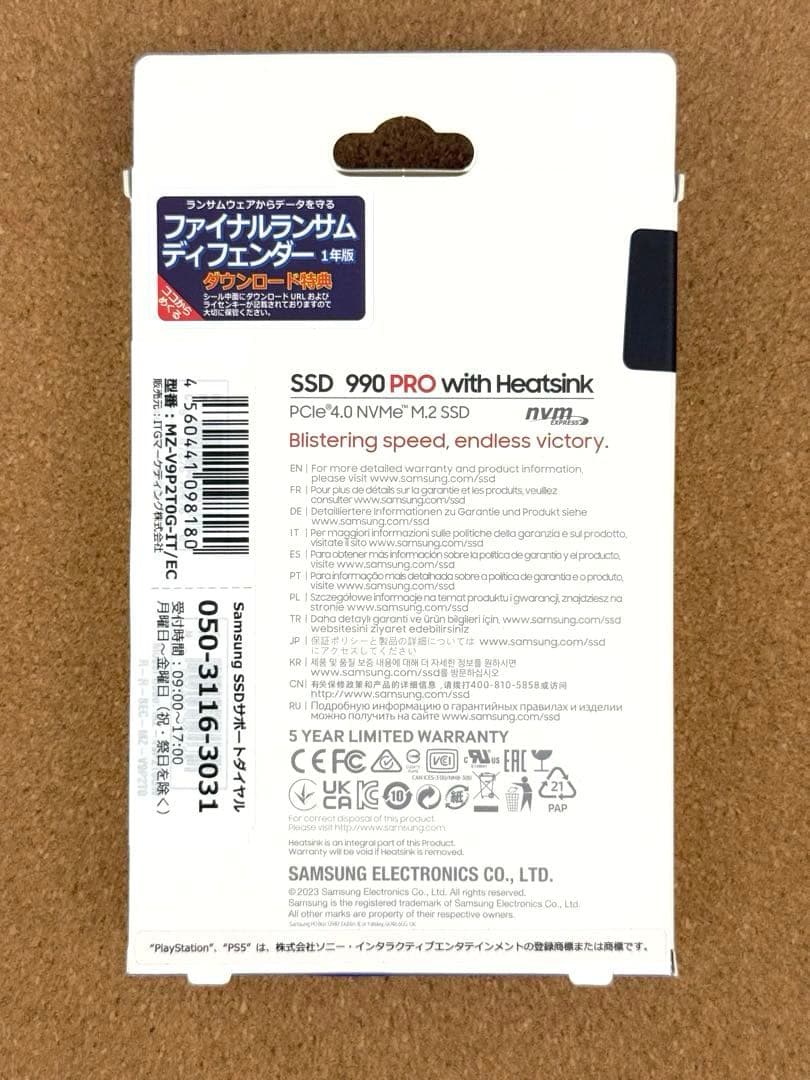 ランサムウェアからデータを守る
ファイナルランサム
ディフェンダー 1年版
ダウンロード特典
シール中面にダウンロードURLおよび
ライセンキーが記載されておりますので
大切に保管ください。
ココから
めくる
SSD 990 PRO with Heatsink
PCIe®4.0 NVMe™ M.2 SSD
nvm
EXPRESS
Blistering speed, endless victory.
EN | For more detailed warranty and product information,
please visit www.samsung.com/ssd
FR | Pour plus de détails sur la garantie et les produits, veuillez
consulter www.samsung.com/ssd
DE | Detailliertere Informationen zu Garantie und Produkt siehe
www.samsung.com/ssd
IT | Per maggiori informazioni sulle politiche della garanzia e sul prodotto,
visitate il sito www.samsung.com/ssd
ES | Para obtener más información sobre la política de garantía y el producto,
visite www.samsung.com/ssd
PT | Para informação mais detalhada sobre a política de garantia e o produto,
visite www.samsung.com/ssd
PL | Szczegółowe informacje na temat produktu i gwarancji, znajdziesz na
stronie www.samsung.com/ssd
TR | Daha detaylı garanti ve ürün bilgileri için, www.samsung.com/ssd
websitesini ziyaret edebilirsiniz
JP | 保証ポリシーと製品の詳細については www.samsung.com/ssd
にアクセスしてください
KR | 제품 및 품질 보증 내용에 대해 더 자세한 정보를 원하시면
www.samsung.com/ssd를 방문하십시오
CN | 有关保修政策和产品的详细信息,请拨打400-810-5858或访问
http://www.samsung.com/ssd
RU | Подробную информацию о гарантийных правилах и изделии
можно получить на сайте www.samsung.com/ssd
5 YEAR LIMITED WARRANTY
CE FC VCI c RU us EAC
CAN ICES-3(B)/NMB-3(B)
UK
CA
10
紙
21
PAP
For correct disposal of this product.
Please visit http://www.samsung.com
Heatsink is an integral part of this Product.
Warranty will be void if Heatsink is removed.
SAMSUNG ELECTRONICS CO., LTD.
©2023 Samsung Electronics Co., Ltd. All rights reserved.
Samsung is the registered trademark of Samsung Electronics Co., Ltd.
All other marks are property of their respective owners.
4 560441 098180
型番:MZ-V9P2T0G-IT/EC
販売元:ITGマーケティング株式会社
Samsung SSDサポートダイヤル
050-3116-3031
受付時間:09:00~17:00
月曜日~金曜日(祝・祭日を除く)
"PlayStation"、"PS5" は、株式会社ソニー・インタラクティブエンタテインメントの登録商標または商標です。